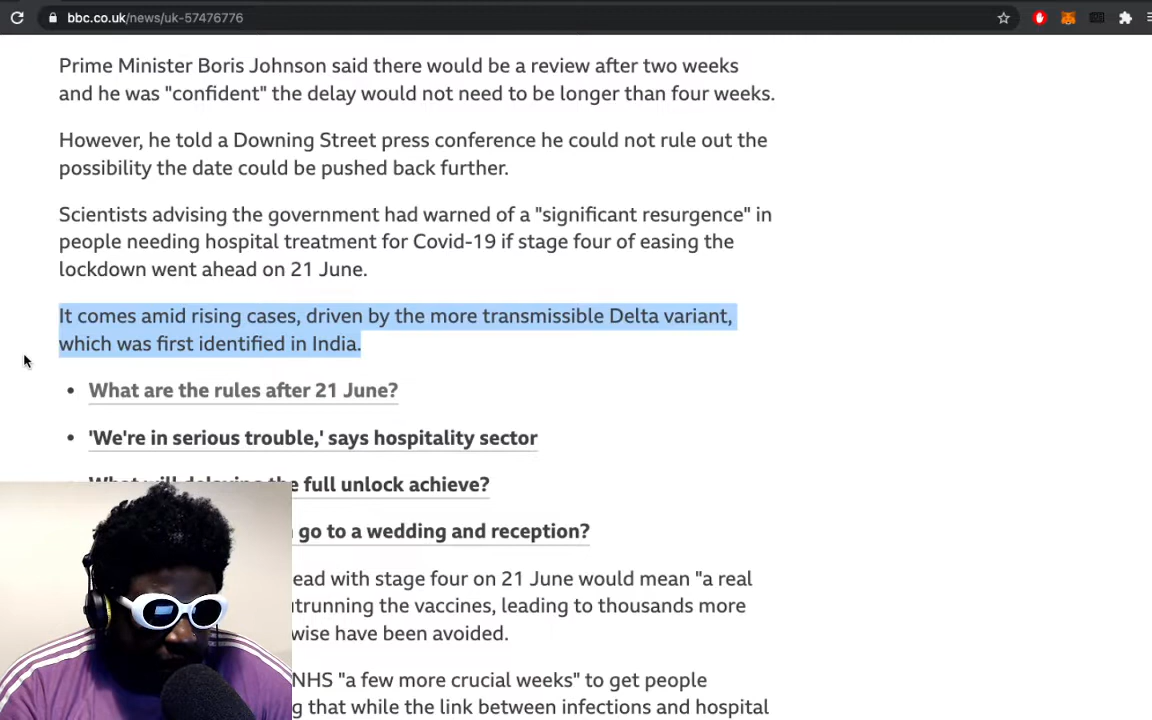 bbc.co.uk/news/uk-57476776
Prime Minister Boris Johnson said there would be a review after two weeks
and he was "confident" the delay would not need to be longer than four weeks.
However, he told a Downing Street press conference he could not rule out the
possibility the date could be pushed back further.
Scientists advising the government had warned of a "significant resurgence" in
people needing hospital treatment for Covid-19 if stage four of easing the
lockdown went ahead on 21 June.
It comes amid rising cases, driven by the more transmissible Delta variant,
which was first identified in India.
• What are the rules after 21 June?
• 'We're in serious trouble,' says hospitality sector
What will delaying the full unlock achieve?
go to a wedding and reception?
with stage four on 21 June would mean "a real
the vaccines, leading to thousands more
have been avoided.
NHS "a few more crucial weeks" to get people
that while the link between infections and hospital